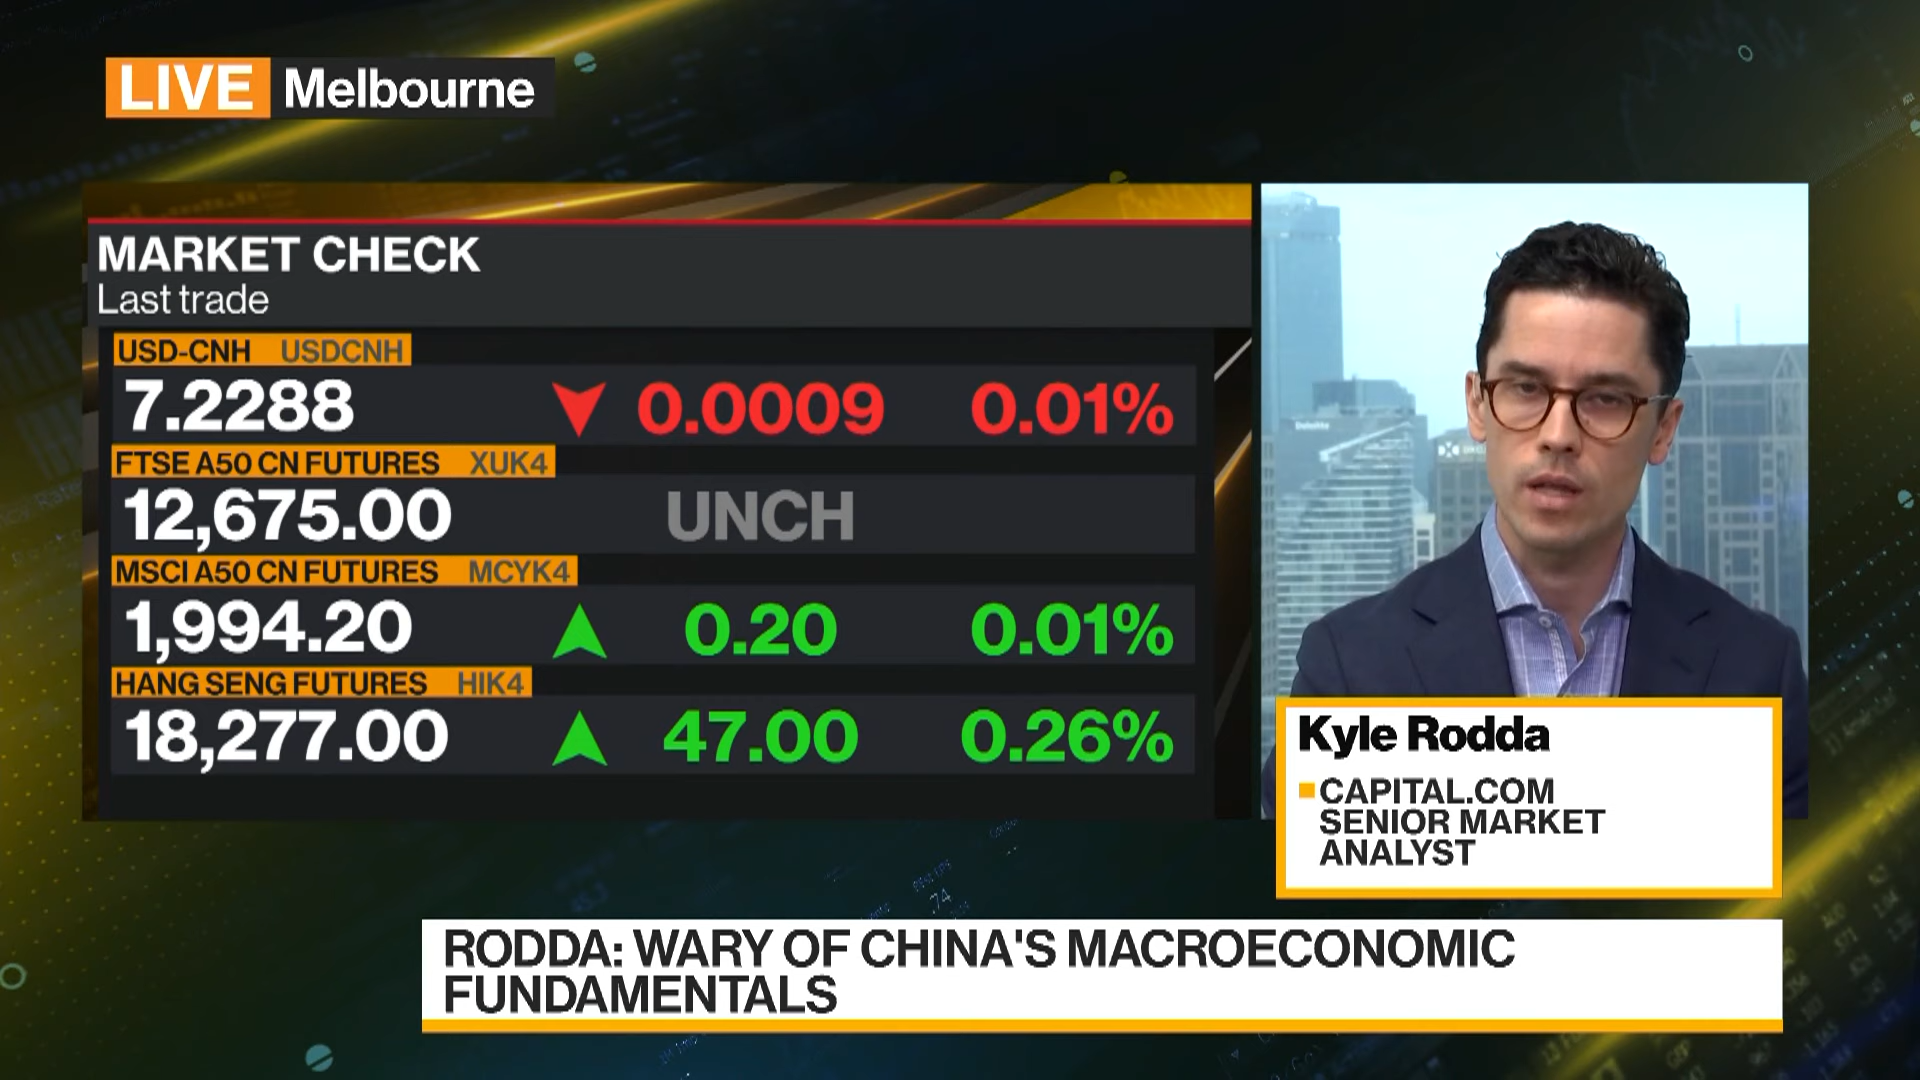 LIVE Melbourne
MARKET CHECK
Last trade
USD-CNH USDCNH
7.2288 ▼ 0.0009 0.01%
FTSE A50 CN FUTURES XUK4
12,675.00 UNCH
MSCI A50 CN FUTURES MCYK4
1,994.20 ▲ 0.20 0.01%
HANG SENG FUTURES HIK4
18,277.00 ▲ 47.00 0.26%
Deloitte
Kyle Rodda
CAPITAL.COM
SENIOR MARKET
ANALYST
RODDA: WARY OF CHINA'S MACROECONOMIC
FUNDAMENTALS